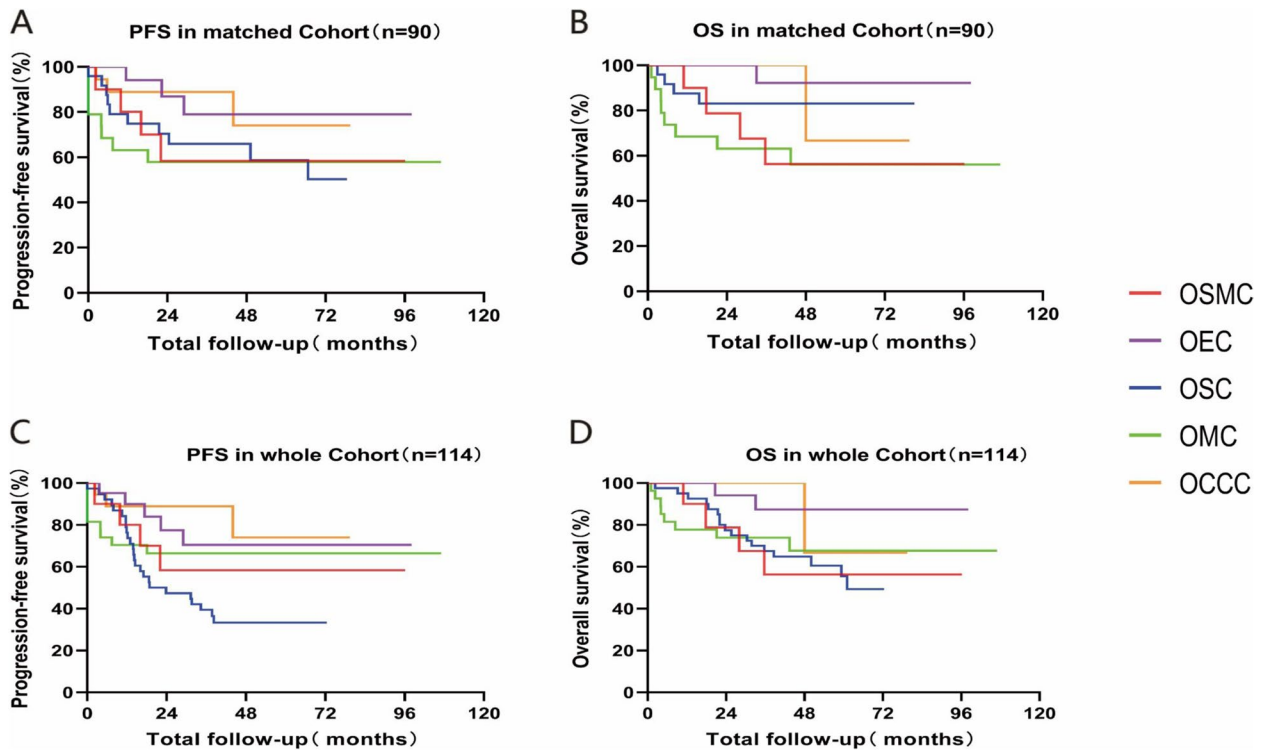 A
PFS in matched Cohort(n=90)
Progression-free survival(%)
100
80
60
40
20
0
0 24 48 72 96 120
Total follow-up( months)
B
OS in matched Cohort(n=90)
Overall survival(%)
100
80
60
40
20
0
0 24 48 72 96 120
Total follow-up( months)
C
PFS in whole Cohort(n=114)
Progression-free survival(%)
100
80
60
40
20
0
0 24 48 72 96 120
Total follow-up( months)
D
OS in whole Cohort(n=114)
Overall survival(%)
100
80
60
40
20
0
0 24 48 72 96 120
Total follow-up( months)
OSMC
OEC
OSC
OMC
OCCC